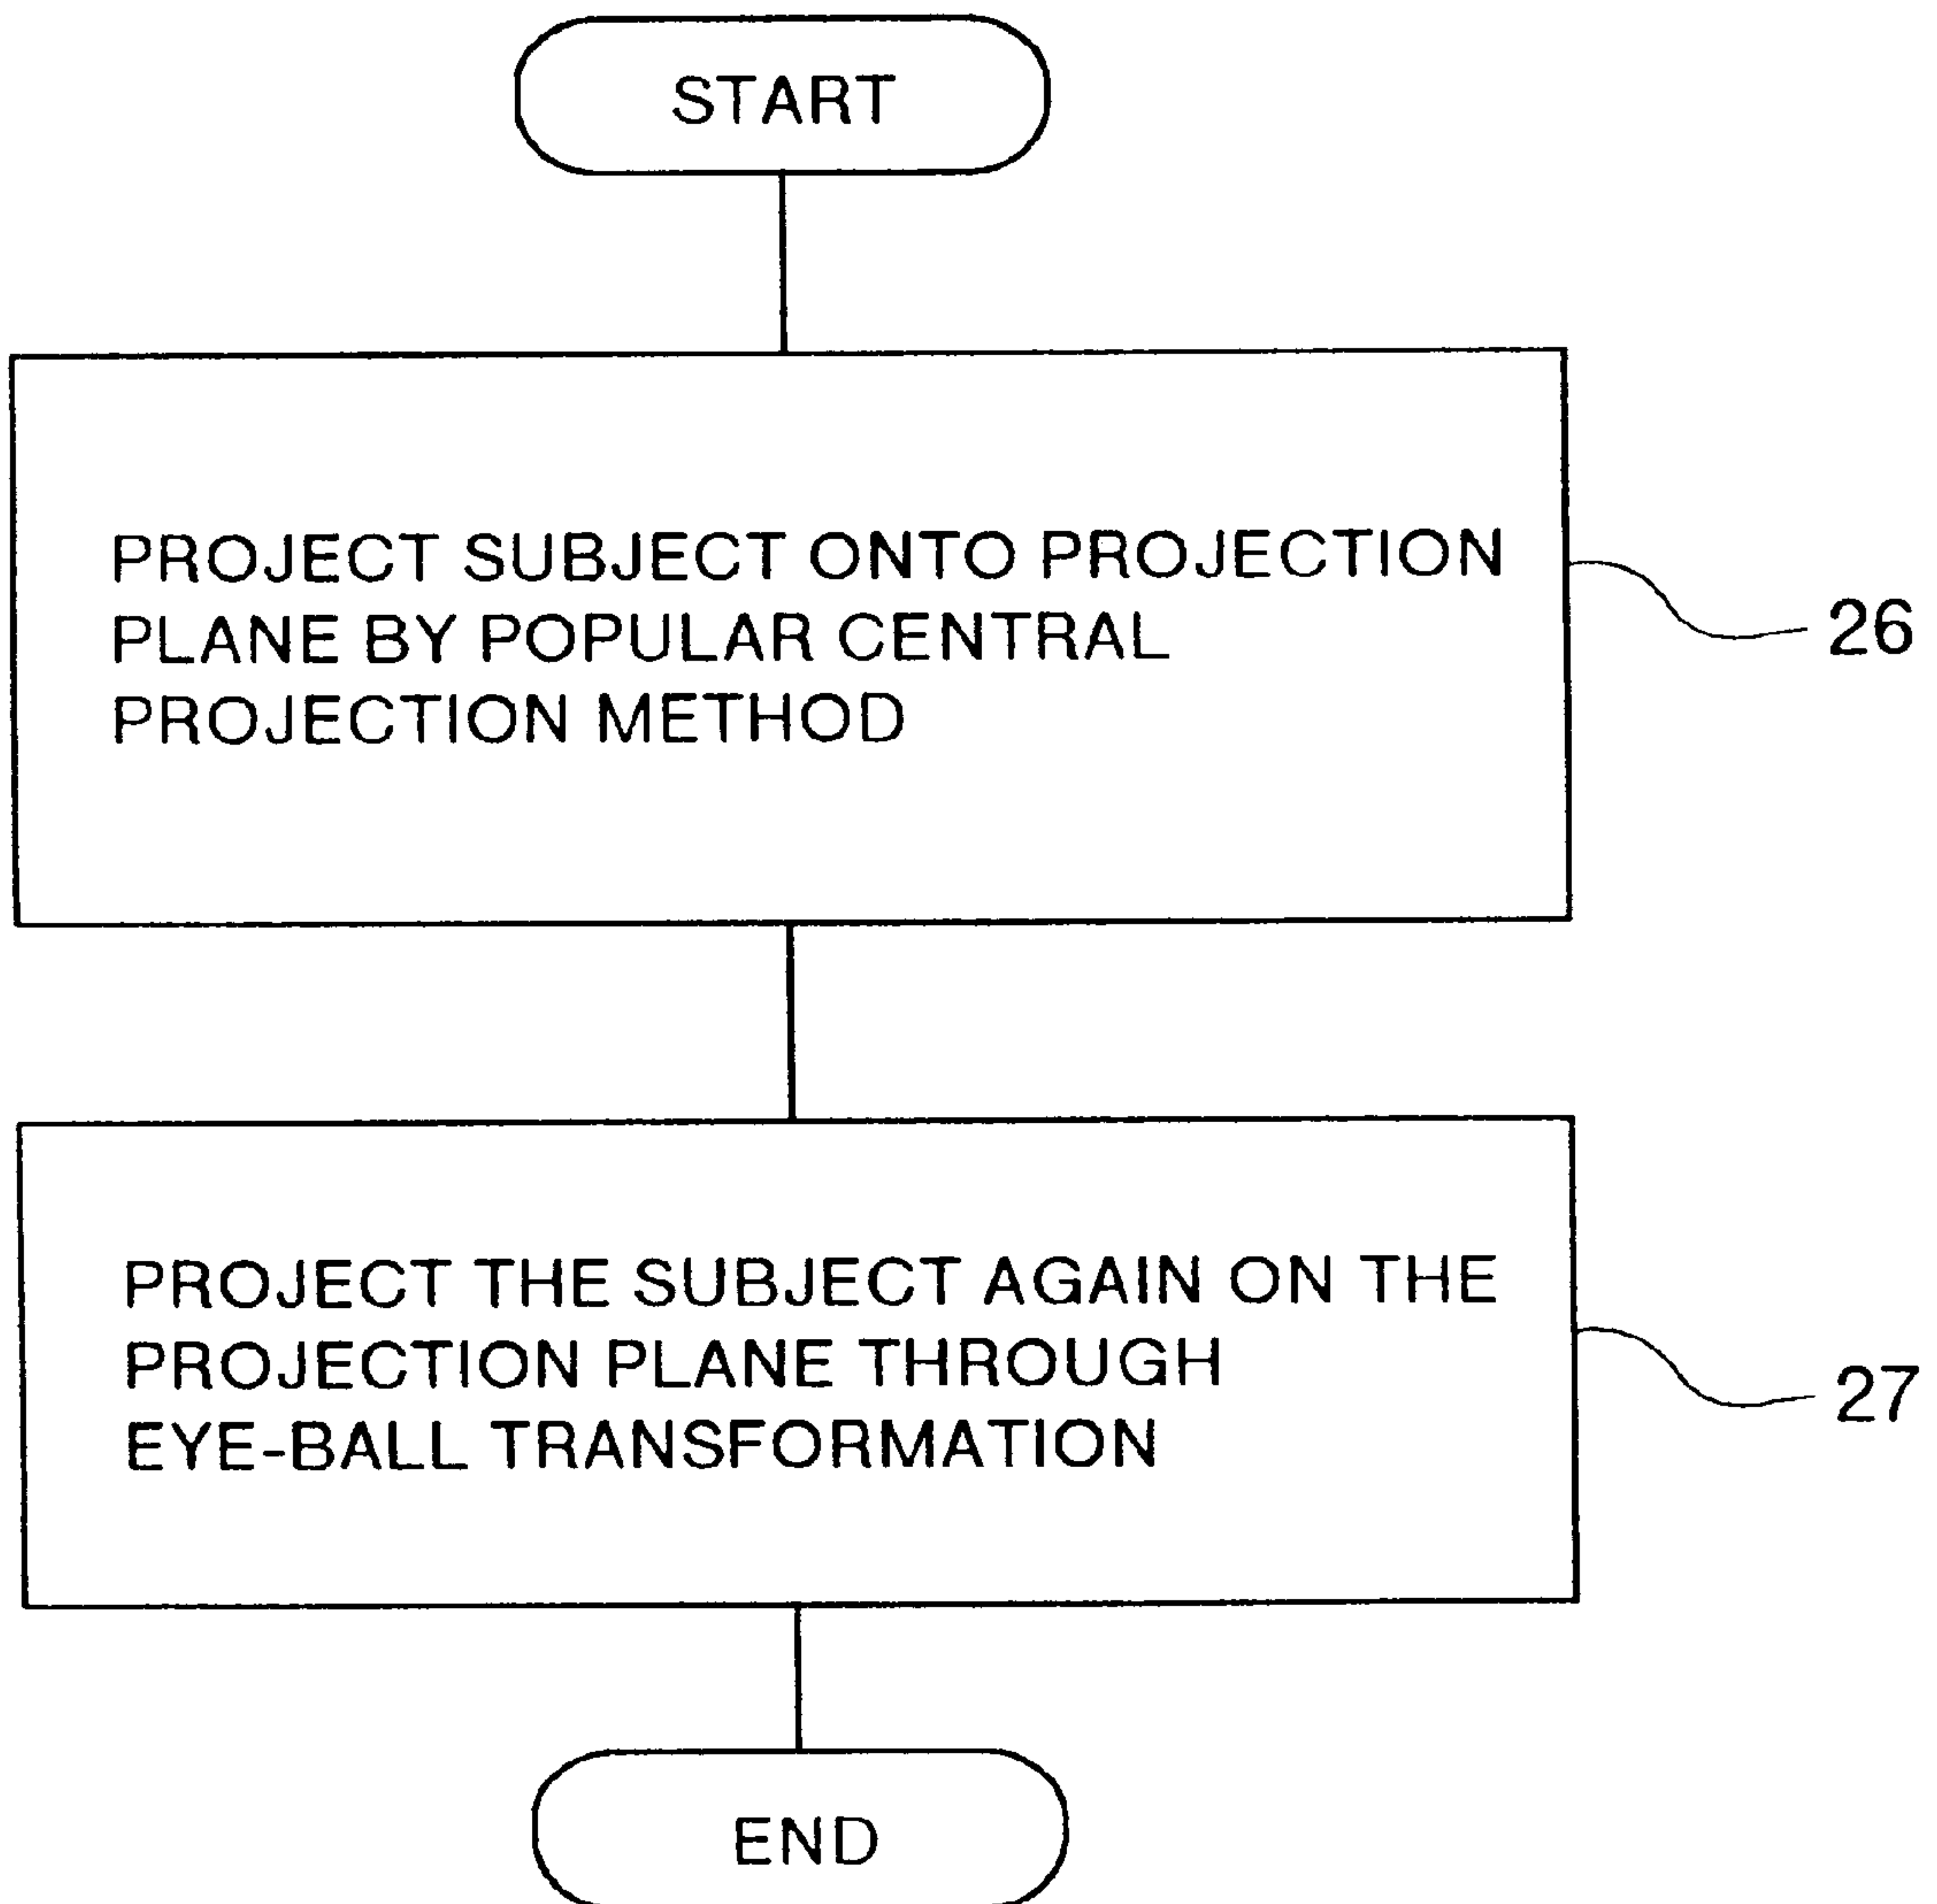 START
PROJECT SUBJECT ONTO PROJECTION
PLANE BY POPULAR CENTRAL
PROJECTION METHOD
26
PROJECT THE SUBJECT AGAIN ON THE
PROJECTION PLANE THROUGH
EYE-BALL TRANSFORMATION
27
END